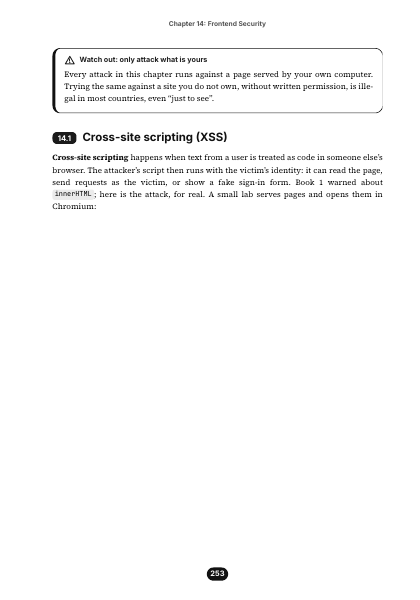 Chapter 14: Frontend Security
Watch out: only attack what is yours
Every attack in this chapter runs against a page served by your own computer.
Trying the same against a site you do not own, without written permission, is ille-
gal in most countries, even “just to see”.
14.1 Cross-site scripting (XSS)
Cross-site scripting happens when text from a user is treated as code in someone else’s
browser. The attacker’s script then runs with the victim’s identity: it can read the page,
send requests as the victim, or show a fake sign-in form. Book 1 warned about
innerHTML; here is the attack, for real. A small lab serves pages and opens them in
Chromium:
253